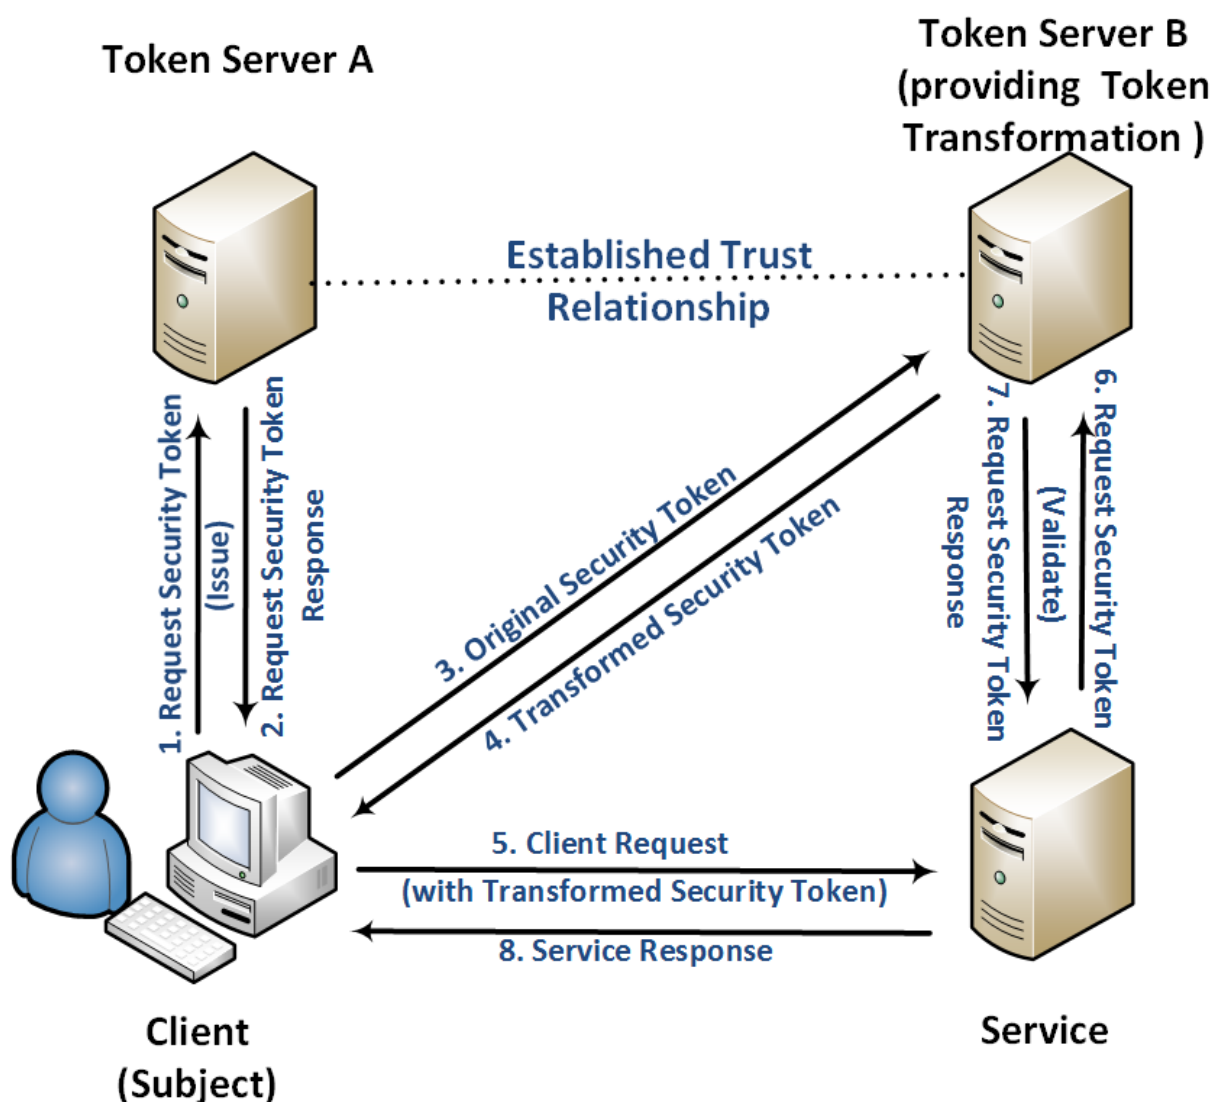 Token Server A
Token Server B
(providing Token
Transformation )
Established Trust
Relationship
1. Request Security Token
(Issue)
2. Request Security Token
Response
3. Original Security Token
4. Transformed Security Token
7. Request Security Token
Response
6. Request Security Token
(Validate)
5. Client Request
(with Transformed Security Token)
8. Service Response
Client
(Subject)
Service